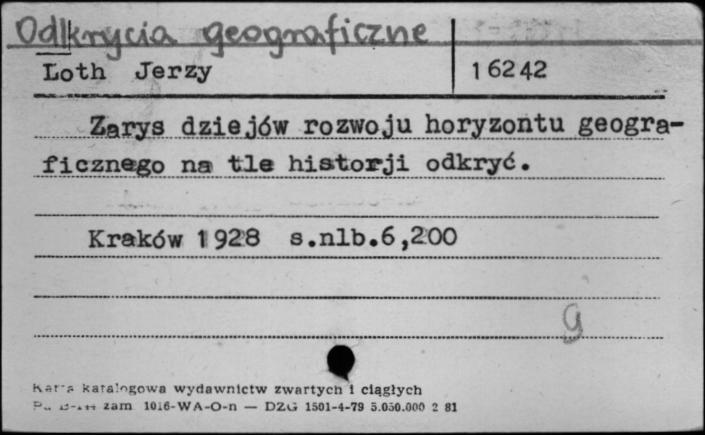 Odkrycia geograficzne
Loth Jerzy 16242
Zarys dziejów rozwoju horyzontu geogra-
ficznego na tle historji odkryć.
Kraków 1928 s.nlb.6,200
g
Karta katalogowa wydawnictw zwartych i ciągłych
zam 1016-WA-O-n — DZG 1501-4-79 5.050.000 2 81